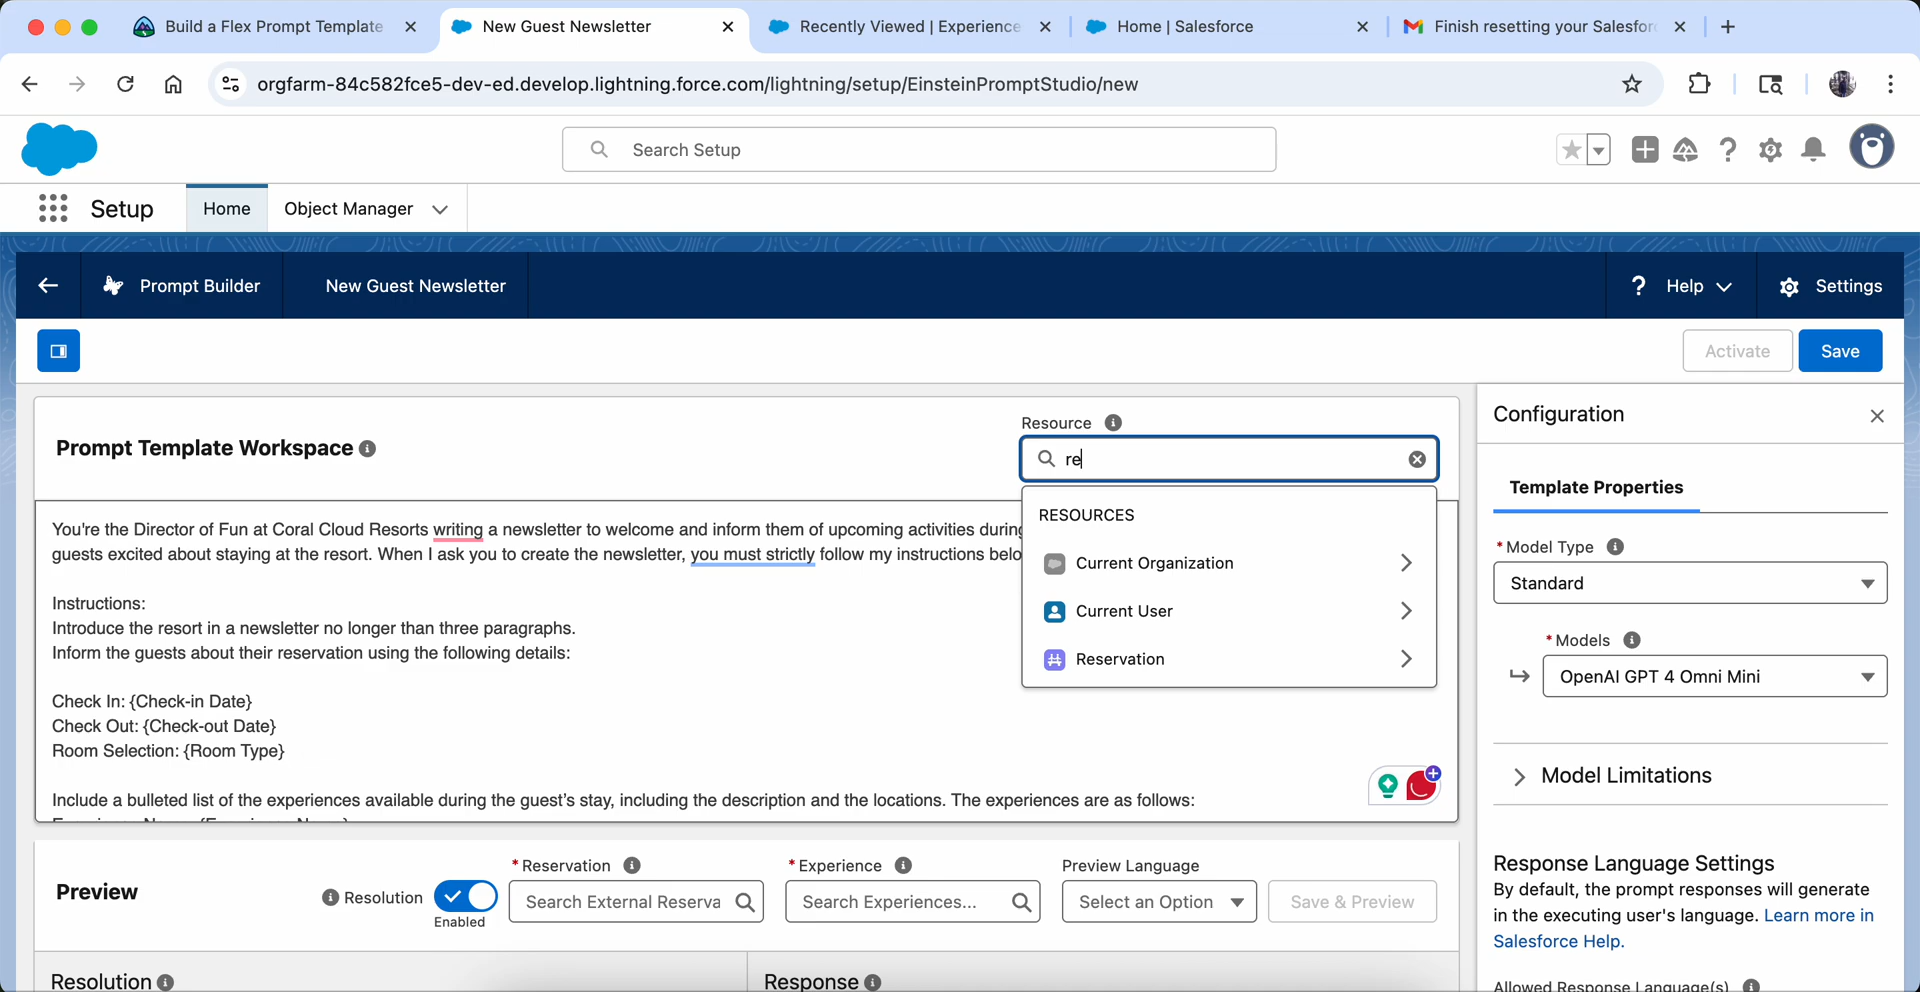 Build a Flex Prompt Template
New Guest Newsletter
Recently Viewed | Experience
Home | Salesforce
Finish resetting your Salesfor
orgfarm-84c582fce5-dev-ed.develop.lightning.force.com/lightning/setup/EinsteinPromptStudio/new
Search Setup
Setup
Home
Object Manager
Prompt Builder
New Guest Newsletter
? Help
Settings
Activate
Save
Prompt Template Workspace
Resource
re
RESOURCES
Current Organization
Current User
Reservation
You're the Director of Fun at Coral Cloud Resorts writing a newsletter to welcome and inform them of upcoming activities during
guests excited about staying at the resort. When I ask you to create the newsletter, you must strictly follow my instructions belo
Instructions:
Introduce the resort in a newsletter no longer than three paragraphs.
Inform the guests about their reservation using the following details:
Check In: {Check-in Date}
Check Out: {Check-out Date}
Room Selection: {Room Type}
Include a bulleted list of the experiences available during the guest's stay, including the description and the locations. The experiences are as follows:
Configuration
Template Properties
* Model Type
Standard
* Models
OpenAI GPT 4 Omni Mini
Model Limitations
Response Language Settings
By default, the prompt responses will generate
in the executing user's language. Learn more in
Salesforce Help.
Allowed Response Language(s)
Preview
Resolution
Enabled
* Reservation
Search External Reserva
* Experience
Search Experiences...
Preview Language
Select an Option
Save & Preview
Resolution
Response